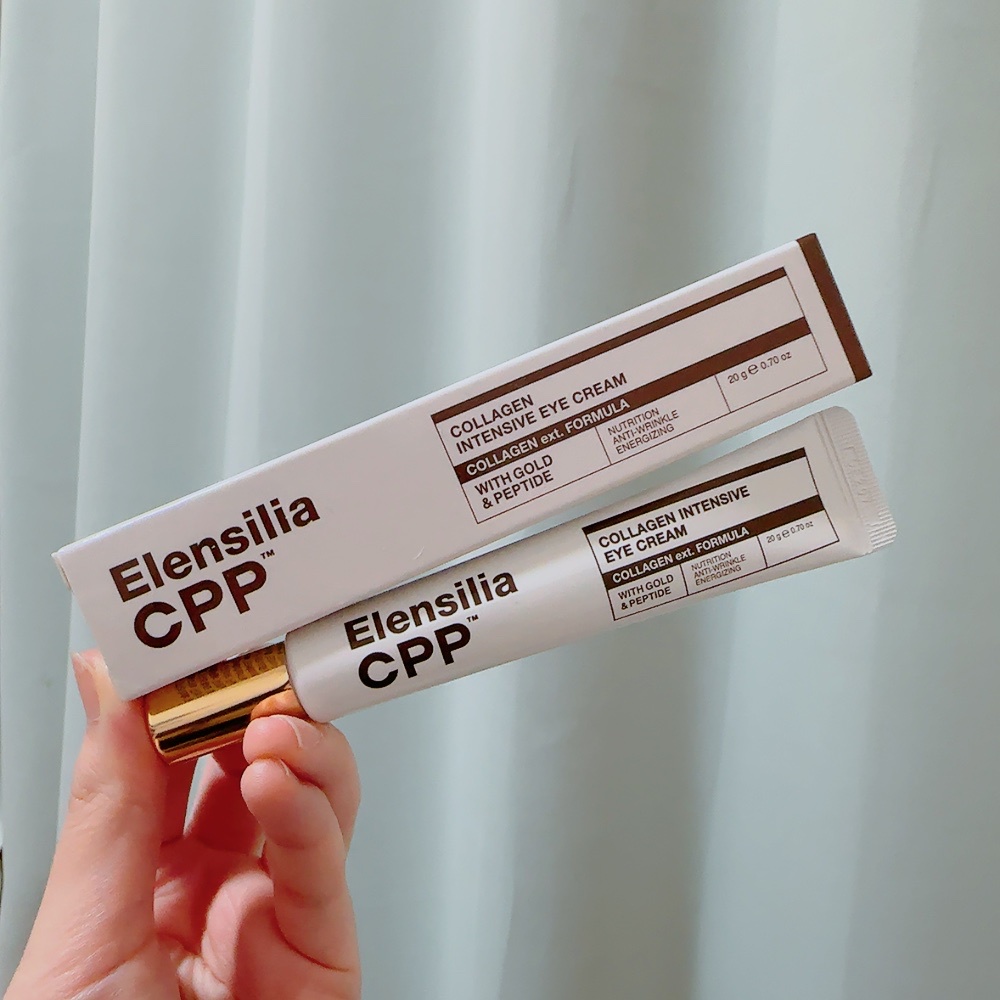 Elensilia
CPP™
COLLAGEN
INTENSIVE EYE CREAM
COLLAGEN ext. FORMULA
WITH GOLD
& PEPTIDE
NUTRITION
ANTI-WRINKLE
ENERGIZING
20 g ℮ 0.70 oz
Elensilia
CPP™
COLLAGEN INTENSIVE
EYE CREAM
COLLAGEN ext. FORMULA
WITH GOLD
& PEPTIDE
NUTRITION
ANTI-WRINKLE
ENERGIZING
20 g ℮ 0.70 oz